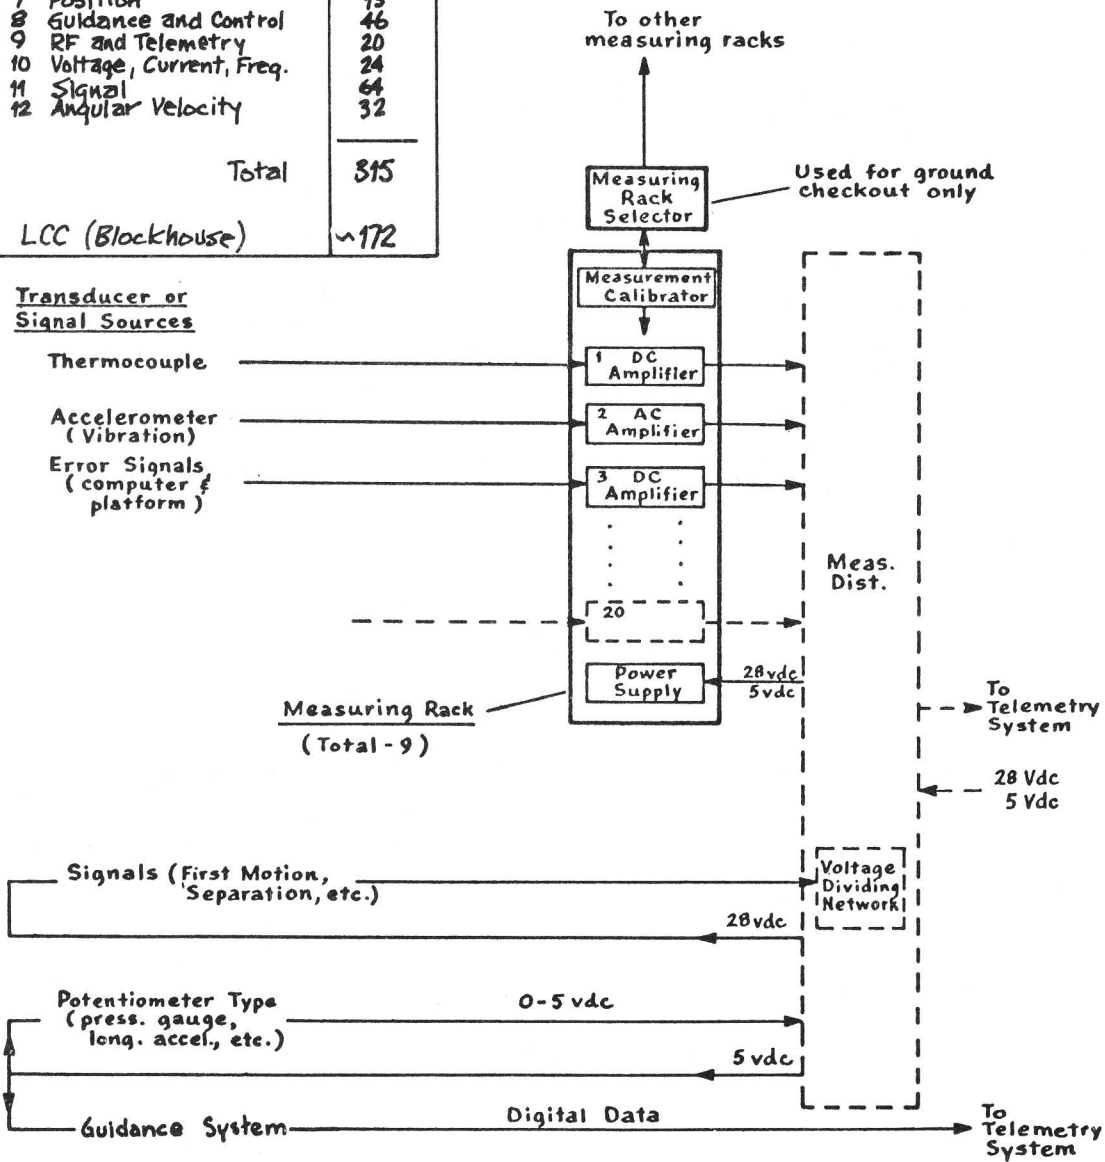 7 Position
8 Guidance and Control 46
9 RF and Telemetry 20
10 Voltage, Current, Freq. 24
11 Signal 64
12 Angular Velocity 32
Total 315
LCC (Blockhouse) ~172
To other
measuring racks
Measuring
Rack
Selector
Used for ground
checkout only
Measurement
Calibrator
Transducer or
Signal Sources
Thermocouple
1 DC
Amplifier
Accelerometer
(Vibration)
2 AC
Amplifier
Error Signals
(computer &
platform)
3 DC
Amplifier
Meas.
Dist.
20
Power
Supply
28vdc
5vdc
Measuring Rack
(Total - 9)
To
Telemetry
System
28 Vdc
5 Vdc
Signals (First Motion,
Separation, etc.)
Voltage
Dividing
Network
28vdc
Potentiometer Type
(press. gauge,
long. accel., etc.)
0-5 vdc
5 vdc
Guidance System
Digital Data
To
Telemetry
System